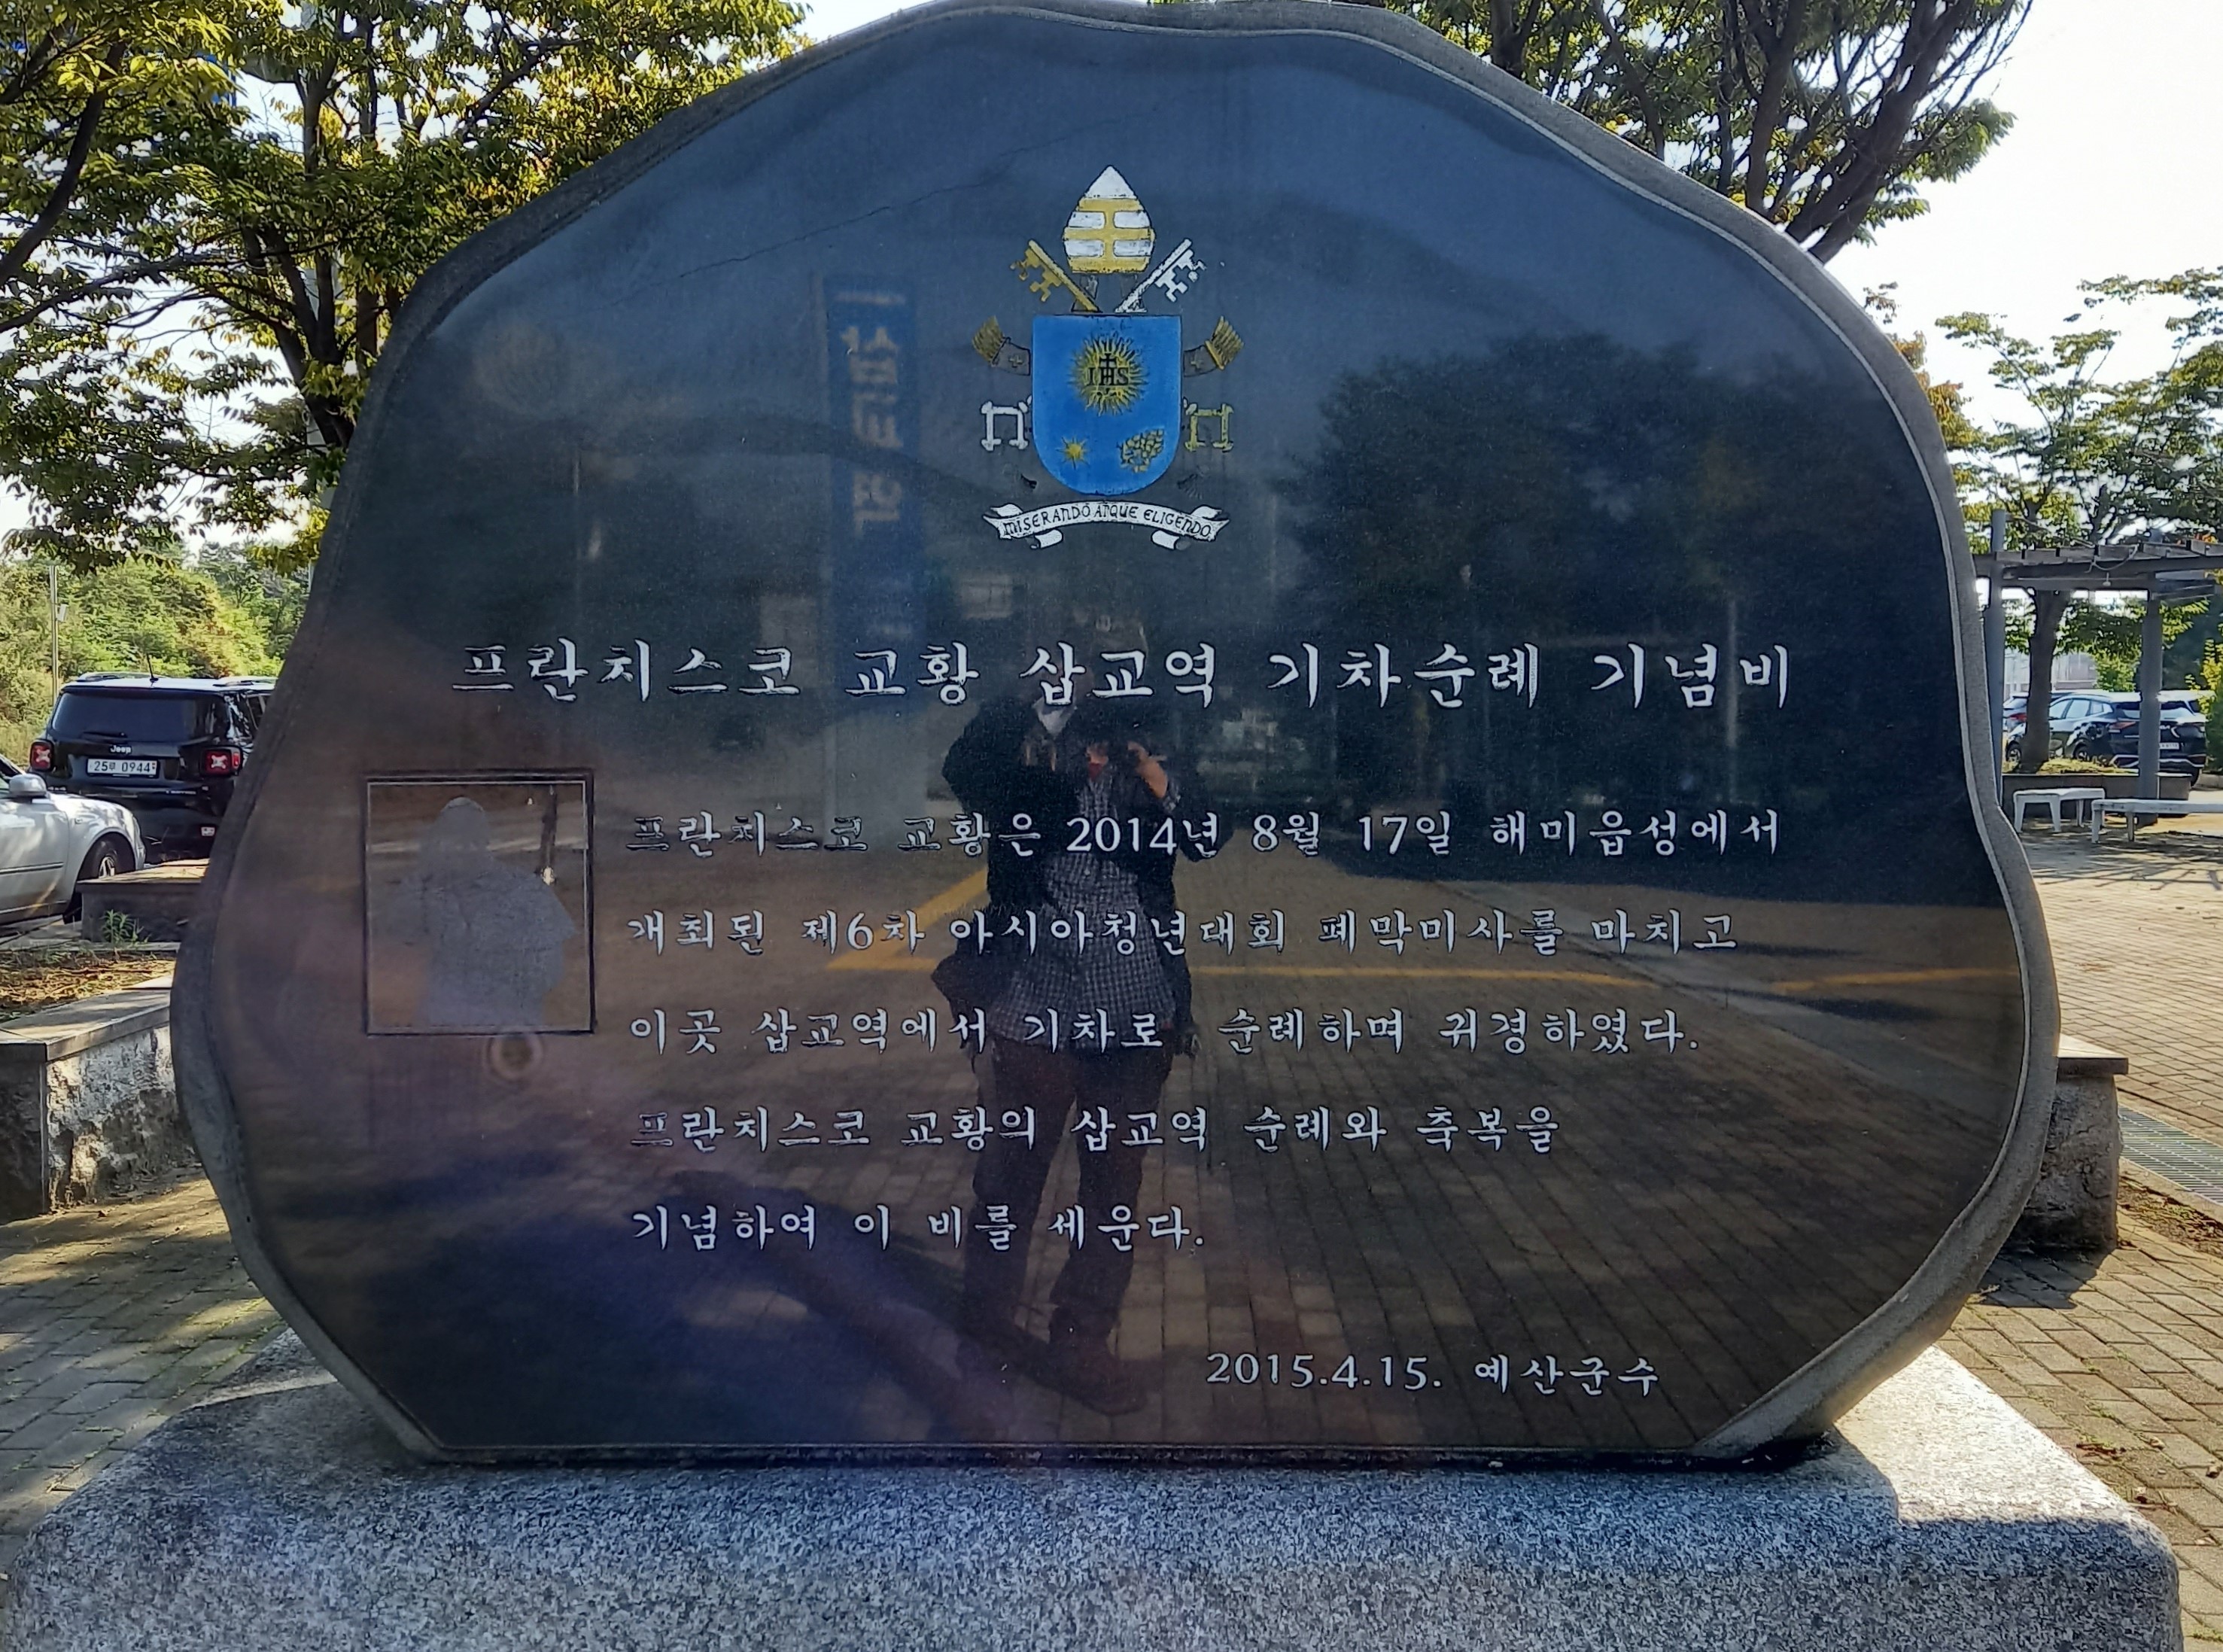 IHS
MISERANDO ATQUE ELIGENDO
프란치스코 교황 삽교역 기차순례 기념비
프란치스코 교황은 2014년 8월 17일 해미읍성에서
개최된 제6차 아시아청년대회 폐막미사를 마치고
이곳 삽교역에서 기차로 순례하며 귀경하였다.
프란치스코 교황의 삽교역 순례와 축복을
기념하여 이 비를 세운다.
2015.4.15. 예산군수
Jeep
0944
삽교역